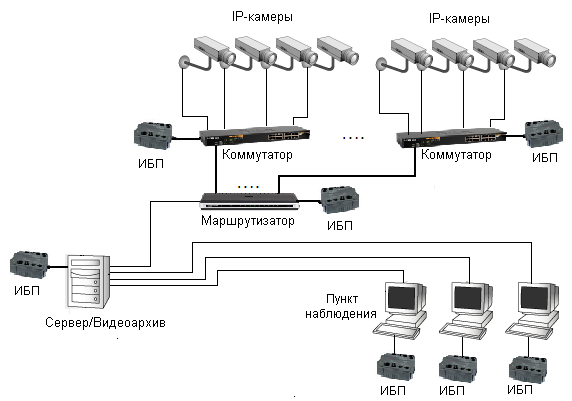 IP-камеры
IP-камеры
ИБП
Коммутатор
....
Коммутатор
ИБП
....
Маршрутизатор
ИБП
ИБП
Сервер/Видеоархив
Пункт
наблюдения
ИБП
ИБП
ИБП